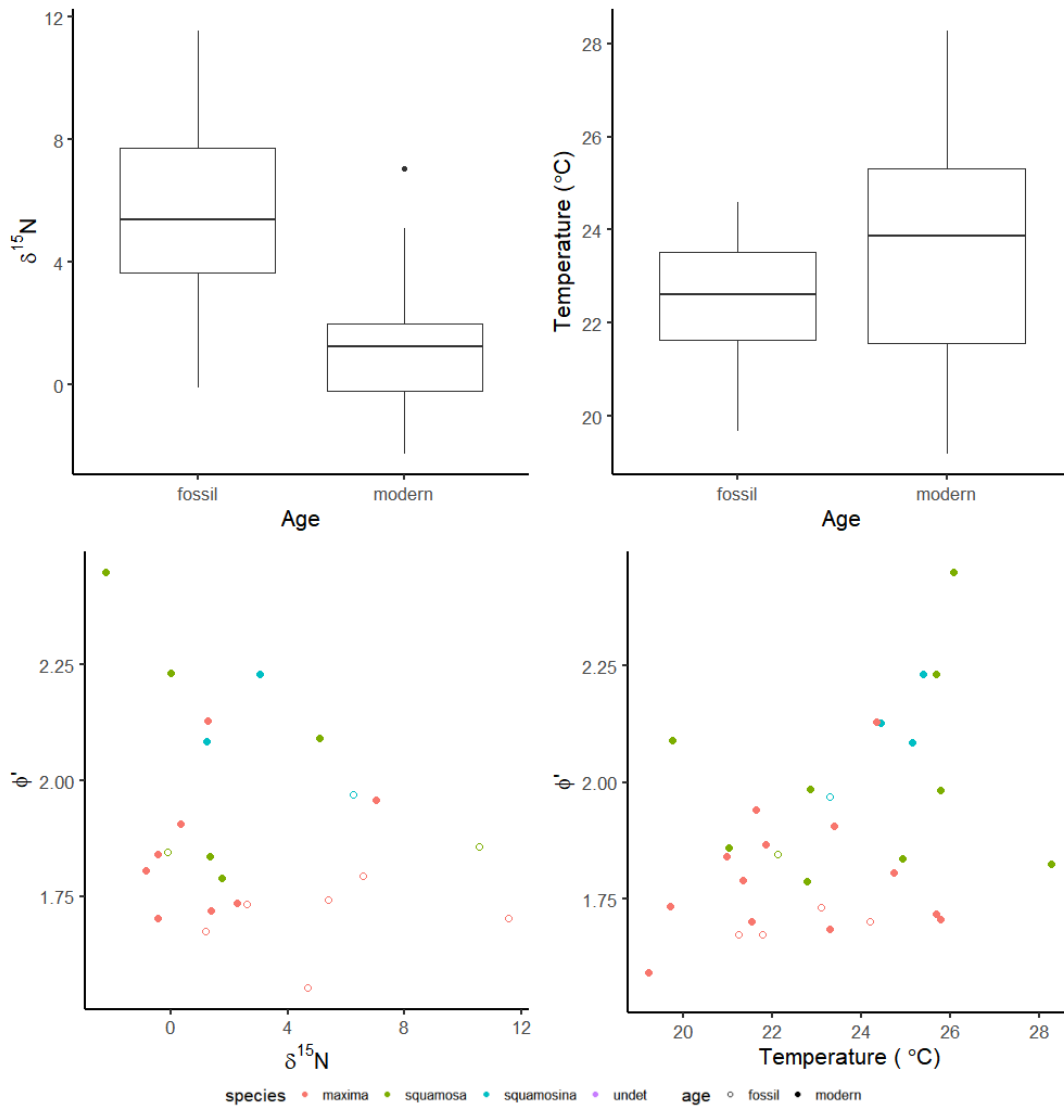 12
8
4
0
δ15N
fossil
modern
Age
28
26
24
22
20
Temperature (°C)
fossil
modern
Age
2.25
2.00
1.75
ϕ'
0
4
8
12
δ15N
2.25
2.00
1.75
ϕ'
20
22
24
26
28
Temperature ( °C)
species maxima squamosa squamosina undet age fossil modern